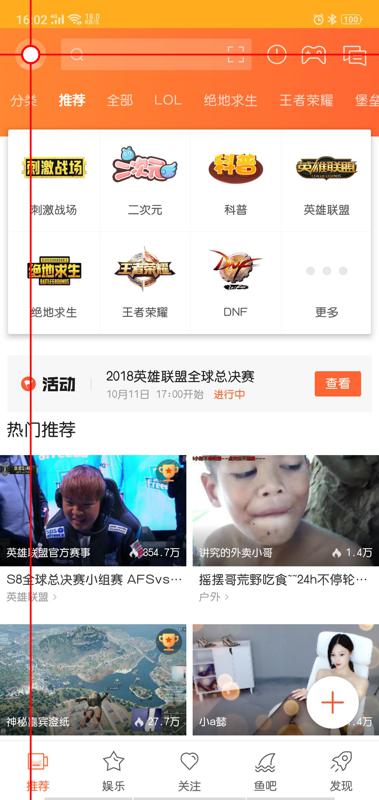 16:02
100
分类 推荐 全部 LOL 绝地求生 王者荣耀 堡垒
刺激战场 二次元 科普 英雄联盟
刺激战场 二次元 科普 英雄联盟
绝地求生 王者荣耀 DNF
绝地求生 王者荣耀 DNF 更多
活动
2018英雄联盟全球总决赛
10月11日 17:00开始 进行中
查看
热门推荐
英雄联盟官方赛事 354.7万
讲究的外卖小哥 1.4万
S8全球总决赛小组赛 AFSvs…
摇摆哥荒野吃食~~24h不停轮…
英雄联盟 >
户外 >
神秘嘉宾澄纸 27.7万
小a懿 7.4万
推荐 娱乐 关注 鱼吧 发现